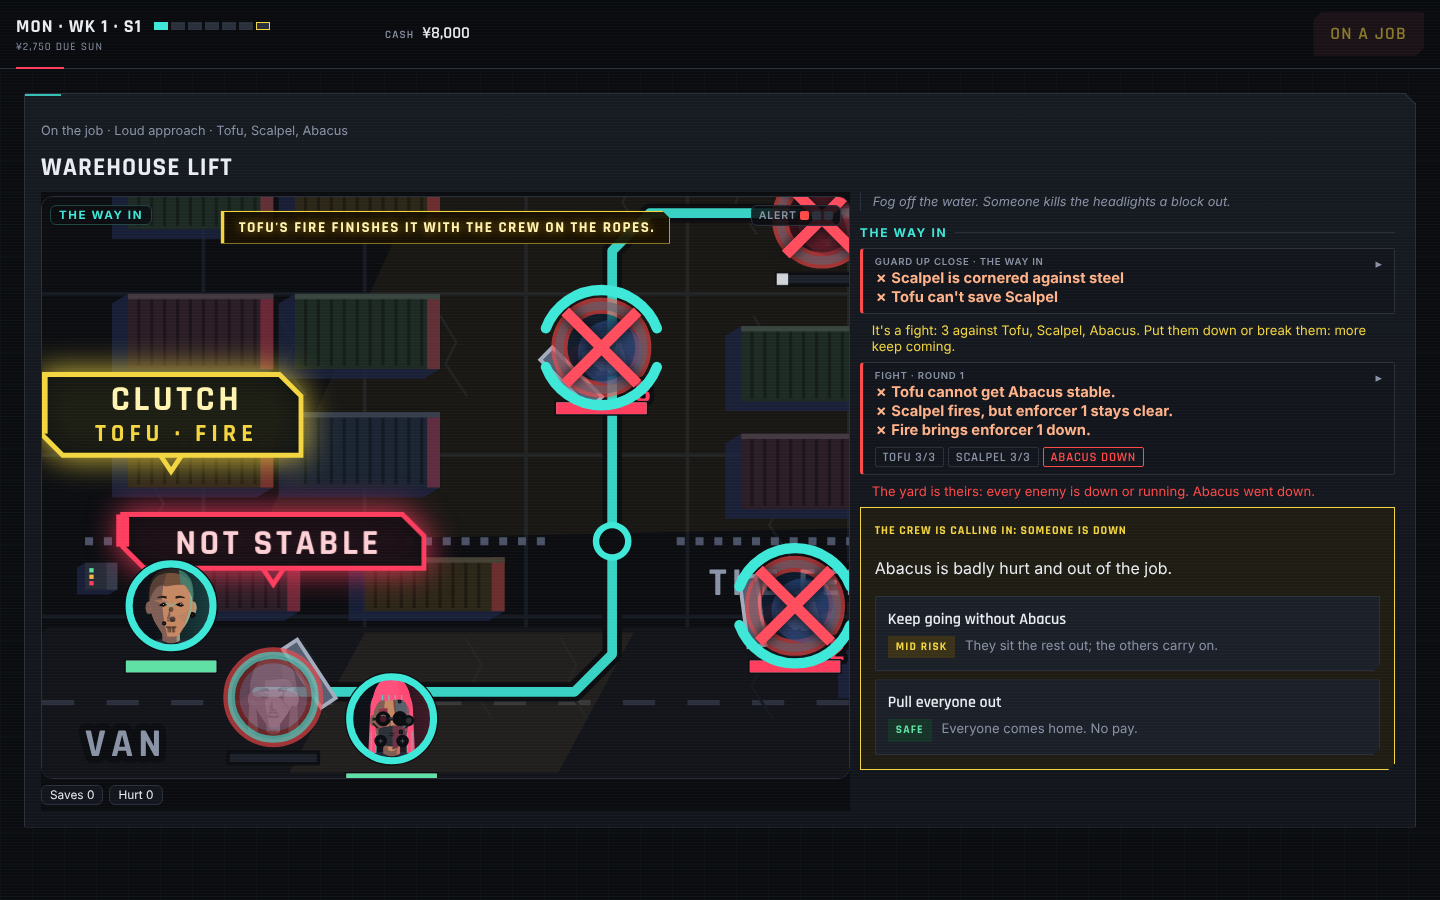 MON · WK 1 · S1
¥2,750 DUE SUN
CASH ¥8,000
ON A JOB
On the job · Loud approach · Tofu, Scalpel, Abacus
WAREHOUSE LIFT
THE WAY IN
TOFU'S FIRE FINISHES IT WITH THE CREW ON THE ROPES.
ALERT
CLUTCH
TOFU · FIRE
NOT STABLE
VAN
Saves 0
Hurt 0
Fog off the water. Someone kills the headlights a block out.
THE WAY IN
GUARD UP CLOSE · THE WAY IN
× Scalpel is cornered against steel
× Tofu can't save Scalpel
It's a fight: 3 against Tofu, Scalpel, Abacus. Put them down or break them: more
keep coming.
FIGHT · ROUND 1
× Tofu cannot get Abacus stable.
× Scalpel fires, but enforcer 1 stays clear.
× Fire brings enforcer 1 down.
TOFU 3/3
SCALPEL 3/3
ABACUS DOWN
The yard is theirs: every enemy is down or running. Abacus went down.
THE CREW IS CALLING IN: SOMEONE IS DOWN
Abacus is badly hurt and out of the job.
Keep going without Abacus
MID RISK They sit the rest out; the others carry on.
Pull everyone out
SAFE Everyone comes home. No pay.